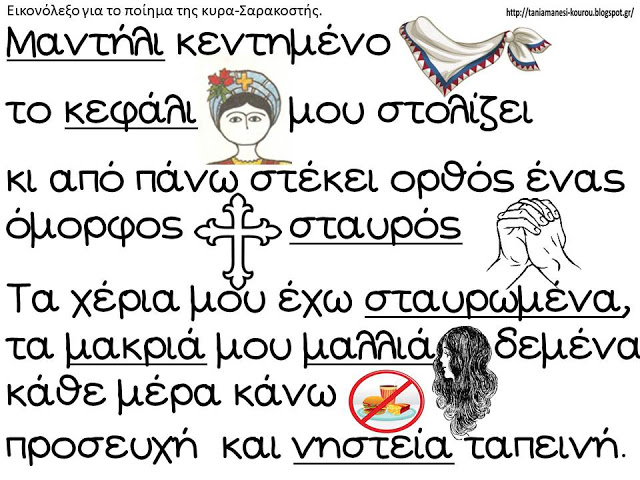 Εικονόλεξο για το ποίημα της κυρα-Σαρακοστής.
http://taniamanesi-kourou.blogspot.gr/
Μαντήλι κεντημένο
το κεφάλι μου στολίζει
κι από πάνω στέκει ορθός ένας
όμορφος σταυρός
Τα χέρια μου έχω σταυρωμένα,
τα μακριά μου μαλλιά δεμένα
κάθε μέρα κάνω
προσευχή και νηστεία ταπεινή.